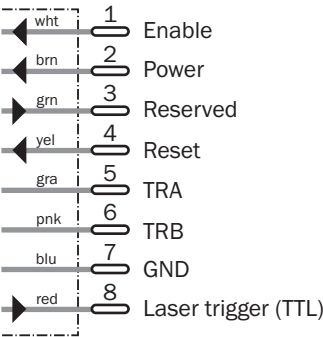 wht 1 Enable
brn 2 Power
grn 3 Reserved
yel 4 Reset
gra 5 TRA
pnk 6 TRB
blu 7 GND
red 8 Laser trigger (TTL)